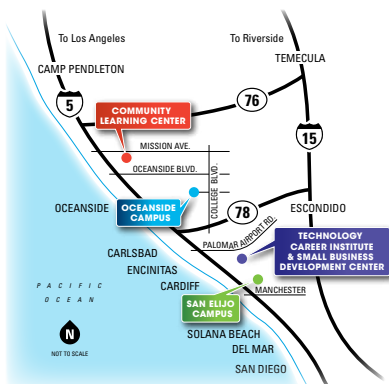 To Los Angeles
To Riverside
CAMP PENDLETON
TEMECULA
5
76
COMMUNITY
LEARNING CENTER
15
MISSION AVE.
OCEANSIDE BLVD.
COLLEGE BLVD.
OCEANSIDE
OCEANSIDE
CAMPUS
78
ESCONDIDO
PALOMAR AIRPORT RD.
TECHNOLOGY
CAREER INSTITUTE
& SMALL BUSINESS
DEVELOPMENT CENTER
CARLSBAD
ENCINITAS
CARDIFF
PACIFIC
OCEAN
MANCHESTER
SAN ELIJO
CAMPUS
N
NOT TO SCALE
SOLANA BEACH
DEL MAR
SAN DIEGO